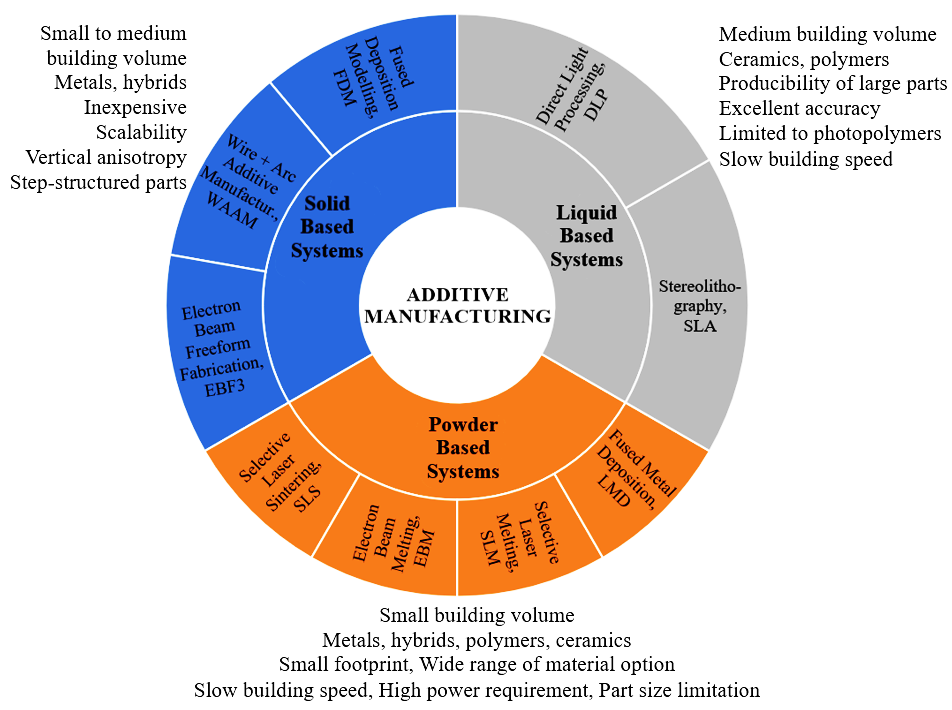 Small to medium
building volume
Metals, hybrids
Inexpensive
Scalability
Vertical anisotropy
Step-structured parts
Medium building volume
Ceramics, polymers
Producibility of large parts
Excellent accuracy
Limited to photopolymers
Slow building speed
Fused
Deposition
Modelling,
FDM
Wire + Arc
Additive
Manufactur.,
WAAM
Electron
Beam
Freeform
Fabrication,
EBF3
Solid
Based
Systems
Direct Light
Processing,
DLP
Stereolitho-
graphy,
SLA
Liquid
Based
Systems
ADDITIVE
MANUFACTURING
Powder
Based
Systems
Selective
Laser
Sintering,
SLS
Electron
Beam
Melting,
EBM
Selective
Laser
Melting,
SLM
Fused Metal
Deposition,
LMD
Small building volume
Metals, hybrids, polymers, ceramics
Small footprint, Wide range of material option
Slow building speed, High power requirement, Part size limitation